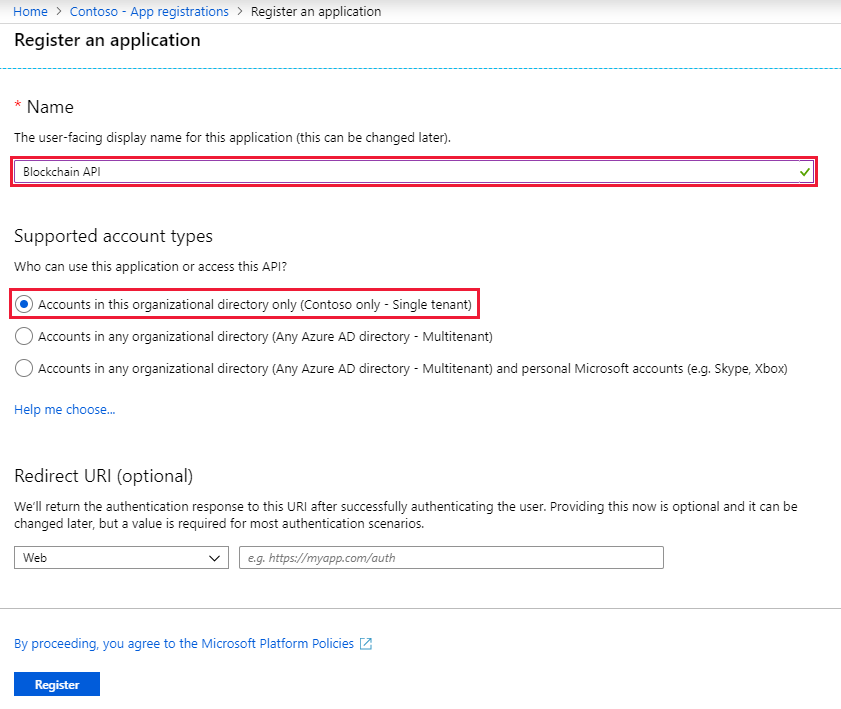 Home > Contoso - App registrations > Register an application
Register an application
* Name
The user-facing display name for this application (this can be changed later).
Blockchain API
Supported account types
Who can use this application or access this API?
Accounts in this organizational directory only (Contoso only - Single tenant)
Accounts in any organizational directory (Any Azure AD directory - Multitenant)
Accounts in any organizational directory (Any Azure AD directory - Multitenant) and personal Microsoft accounts (e.g. Skype, Xbox)
Help me choose...
Redirect URI (optional)
We'll return the authentication response to this URI after successfully authenticating the user. Providing this now is optional and it can be
changed later, but a value is required for most authentication scenarios.
Web e.g. https://myapp.com/auth
By proceeding, you agree to the Microsoft Platform Policies
Register